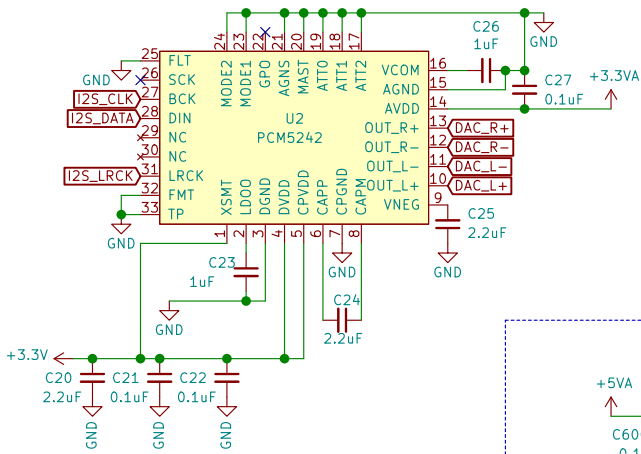 24
23
22
21
20
19
18
17
MODE2
MODE1
GPO
AGNS
MAST
ATT0
ATT1
ATT2
C26
1uF
GND
25
FLT
GND
26
SCK
I2S_CLK
27
BCK
I2S_DATA
28
DIN
29
NC
30
NC
I2S_LRCK
31
LRCK
32
FMT
33
TP
GND
U2
PCM5242
VCOM
16
AGND
15
AVDD
14
C27
0.1uF
+3.3VA
OUT_R+
13
DAC_R+
OUT_R-
12
DAC_R-
OUT_L-
11
DAC_L-
OUT_L+
10
DAC_L+
VNEG
9
C25
2.2uF
GND
XSMT
LDOO
DGND
DVDD
CPVDD
CAPP
CPGND
CAPM
1
2
3
4
5
6
7
8
GND
C23
1uF
GND
C24
2.2uF
+3.3V
C20
2.2uF
GND
C21
0.1uF
GND
C22
0.1uF
GND
+5VA